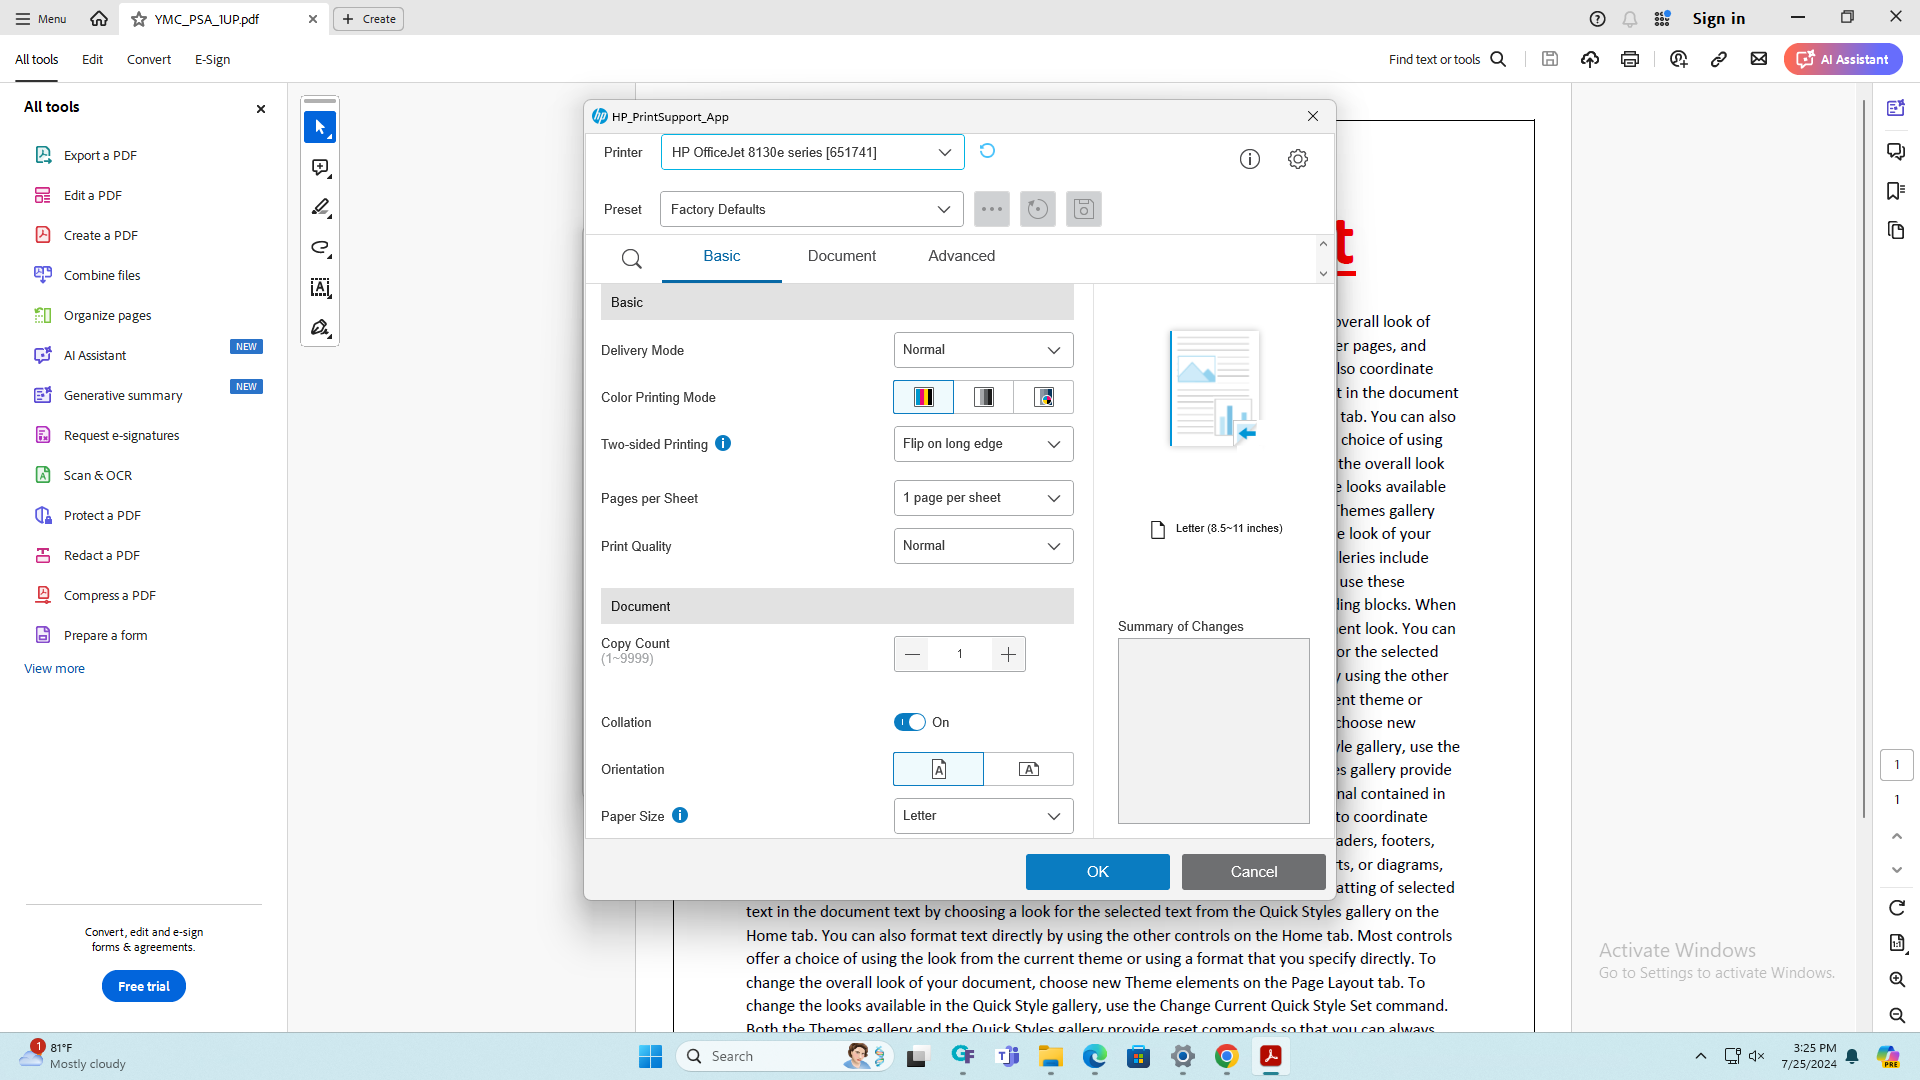 Menu
YMC_PSA_1UP.pdf
Create
Sign in
All tools
Edit
Convert
E-Sign
Find text or tools
AI Assistant
All tools
Export a PDF
Edit a PDF
Create a PDF
Combine files
Organize pages
AI Assistant
NEW
Generative summary
NEW
Request e-signatures
Scan & OCR
Protect a PDF
Redact a PDF
Compress a PDF
Prepare a form
View more
Convert, edit and e-sign
forms & agreements.
Free trial
HP_PrintSupport_App
Printer
HP OfficeJet 8130e series [651741]
Preset
Factory Defaults
Basic
Document
Advanced
Basic
Delivery Mode
Normal
Color Printing Mode
Two-sided Printing
Flip on long edge
Pages per Sheet
1 page per sheet
Print Quality
Normal
Document
Copy Count
(1~9999)
1
Collation
On
Orientation
Paper Size
Letter
Letter (8.5~11 inches)
Summary of Changes
OK
Cancel
t
overall look of
er pages, and
lso coordinate
t in the document
tab. You can also
choice of using
the overall look
e looks available
Themes gallery
e look of your
lleries include
use these
ling blocks. When
ent look. You can
or the selected
y using the other
ent theme or
choose new
yle gallery, use the
es gallery provide
nal contained in
to coordinate
aders, footers,
rts, or diagrams,
atting of selected
text in the document text by choosing a look for the selected text from the Quick Styles gallery on the
Home tab. You can also format text directly by using the other controls on the Home tab. Most controls
offer a choice of using the look from the current theme or using a format that you specify directly. To
change the overall look of your document, choose new Theme elements on the Page Layout tab. To
change the looks available in the Quick Style gallery, use the Change Current Quick Style Set command.
Both the Themes gallery and the Quick Styles gallery provide reset commands so that you can always
1
1
Activate Windows
Go to Settings to activate Windows.
1
81°F
Mostly cloudy
Search
3:25 PM
7/25/2024
PRE